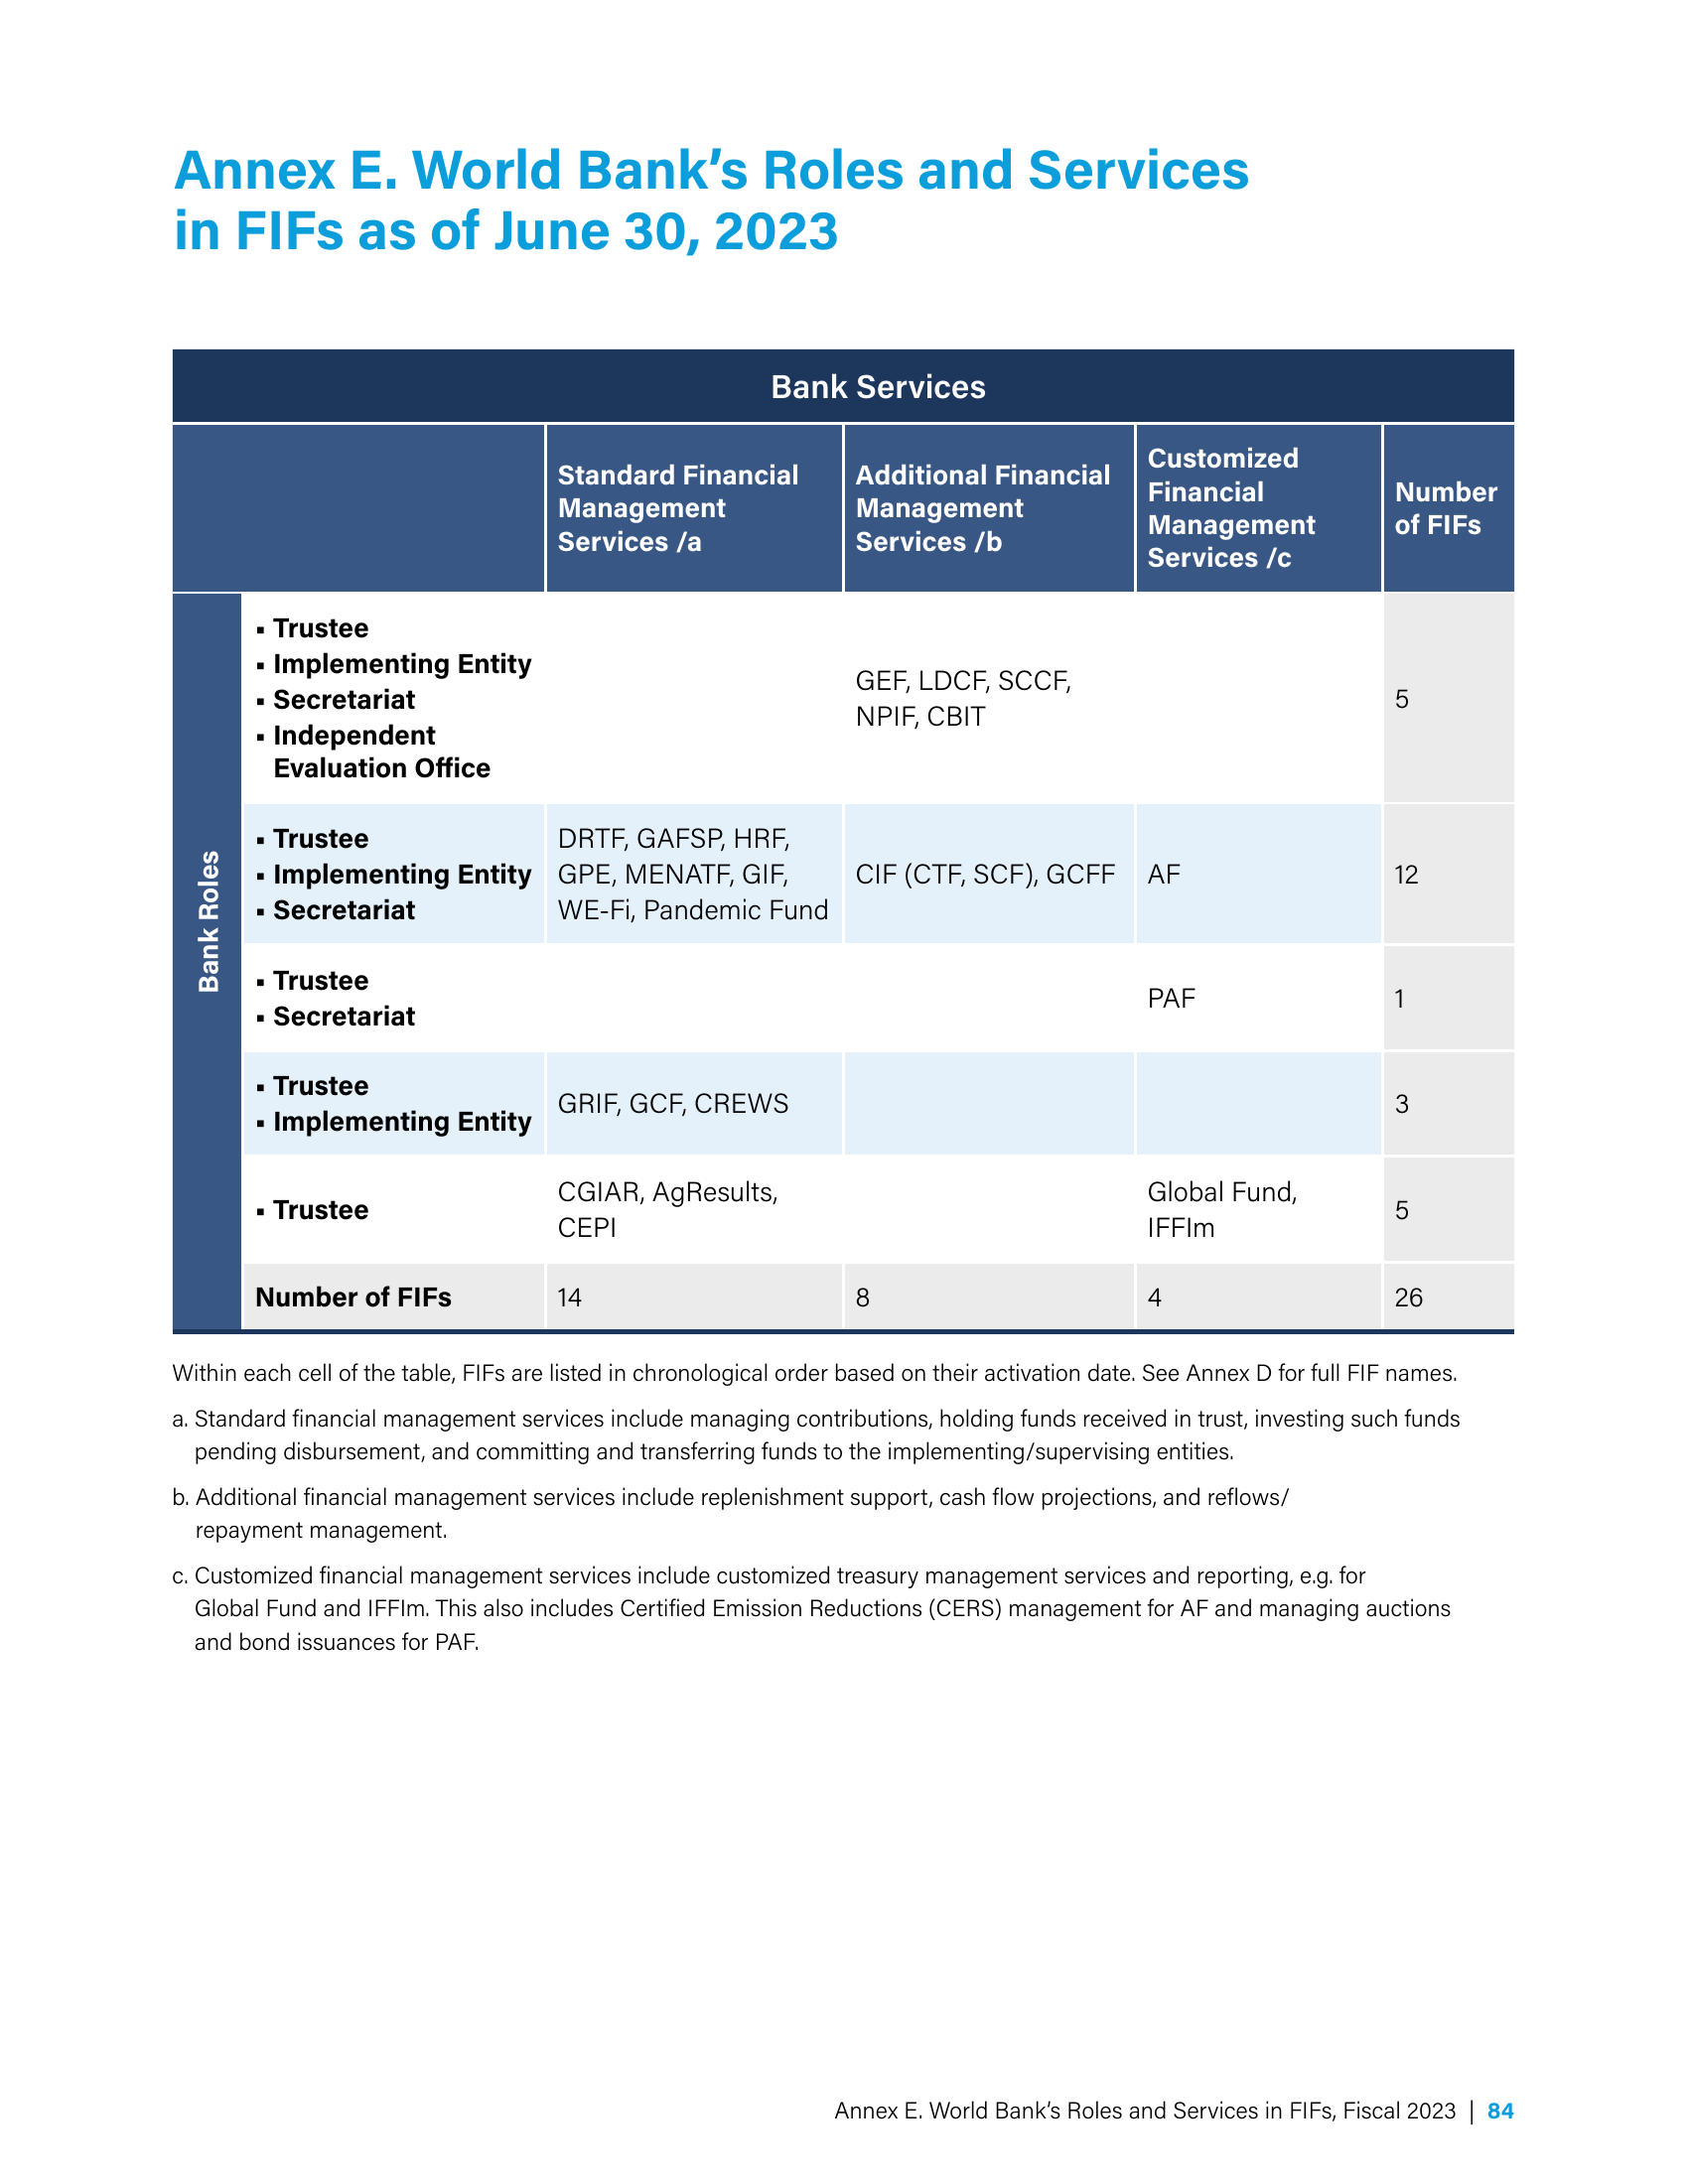 Annex E. World Bank’s Roles and Services
in FIFs as of June 30, 2023
Bank Services
Standard Financial
Management
Services /a
Additional Financial
Management
Services /b
Customized
Financial
Management
Services /c
Number
of FIFs
Bank Roles
▪ Trustee
▪ Implementing Entity
▪ Secretariat
▪ Independent
Evaluation Office
GEF, LDCF, SCCF,
NPIF, CBIT
5
▪ Trustee
▪ Implementing Entity
▪ Secretariat
DRTF, GAFSP, HRF,
GPE, MENATF, GIF,
WE-Fi, Pandemic Fund
CIF (CTF, SCF), GCFF
AF
12
▪ Trustee
▪ Secretariat
PAF
1
▪ Trustee
▪ Implementing Entity
GRIF, GCF, CREWS
3
▪ Trustee
CGIAR, AgResults,
CEPI
Global Fund,
IFFIm
5
Number of FIFs
14
8
4
26
Within each cell of the table, FIFs are listed in chronological order based on their activation date. See Annex D for full FIF names.
a. Standard financial management services include managing contributions, holding funds received in trust, investing such funds
pending disbursement, and committing and transferring funds to the implementing/supervising entities.
b. Additional financial management services include replenishment support, cash flow projections, and reflows/
repayment management.
c. Customized financial management services include customized treasury management services and reporting, e.g. for
Global Fund and IFFIm. This also includes Certified Emission Reductions (CERS) management for AF and managing auctions
and bond issuances for PAF.
Annex E. World Bank’s Roles and Services in FIFs, Fiscal 2023 | 84